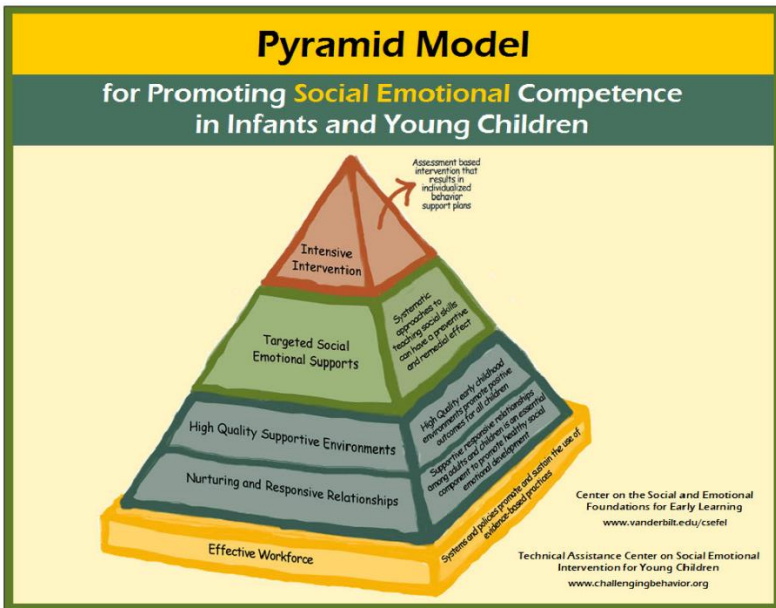 Pyramid Model
for Promoting Social Emotional Competence
in Infants and Young Children
Assessment based
intervention that
results in
individualized
behavior
support plans
Intensive
Intervention
Targeted Social
Emotional Supports
Systematic
approaches to
teaching social skills
can have a preventive
and remedial effect
High Quality Supportive Environments
High Quality early childhood
environments promote positive
outcomes for all children
Nurturing and Responsive Relationships
Supportive responsive relationships
among adults and children is an essential
component to promote healthy social
emotional development
Effective Workforce
Systems and policies promote and sustain the use of
evidence-based practices
Center on the Social and Emotional
Foundations for Early Learning
www.vanderbilt.edu/csefel
Technical Assistance Center on Social Emotional
Intervention for Young Children
www.challengingbehavior.org